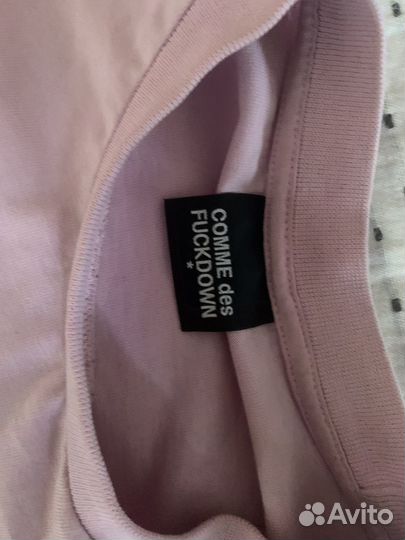 COMME des
FUCKDOWN
*
Avito